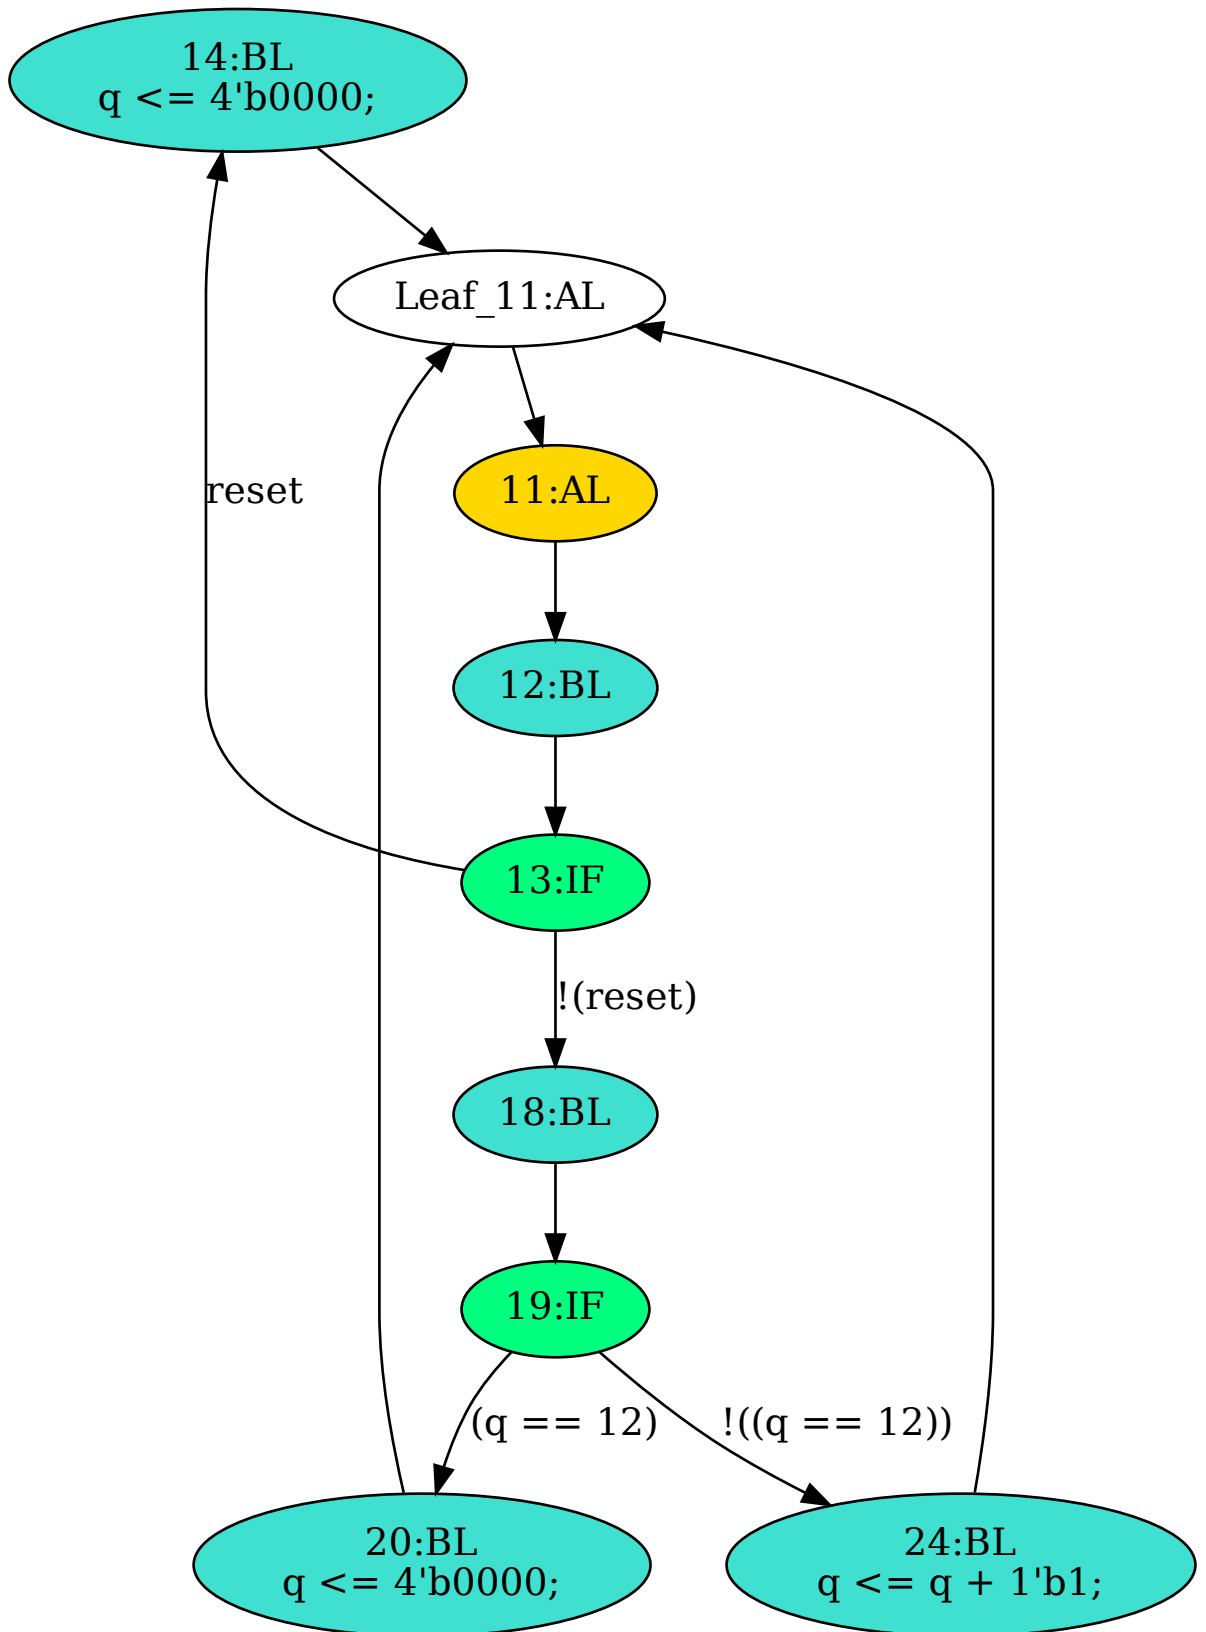 14:BL
q <= 4'b0000;
Leaf_11:AL
reset
11:AL
12:BL
13:IF
!(reset)
18:BL
19:IF
(q == 12)
!((q == 12))
20:BL
q <= 4'b0000;
24:BL
q <= q + 1'b1;